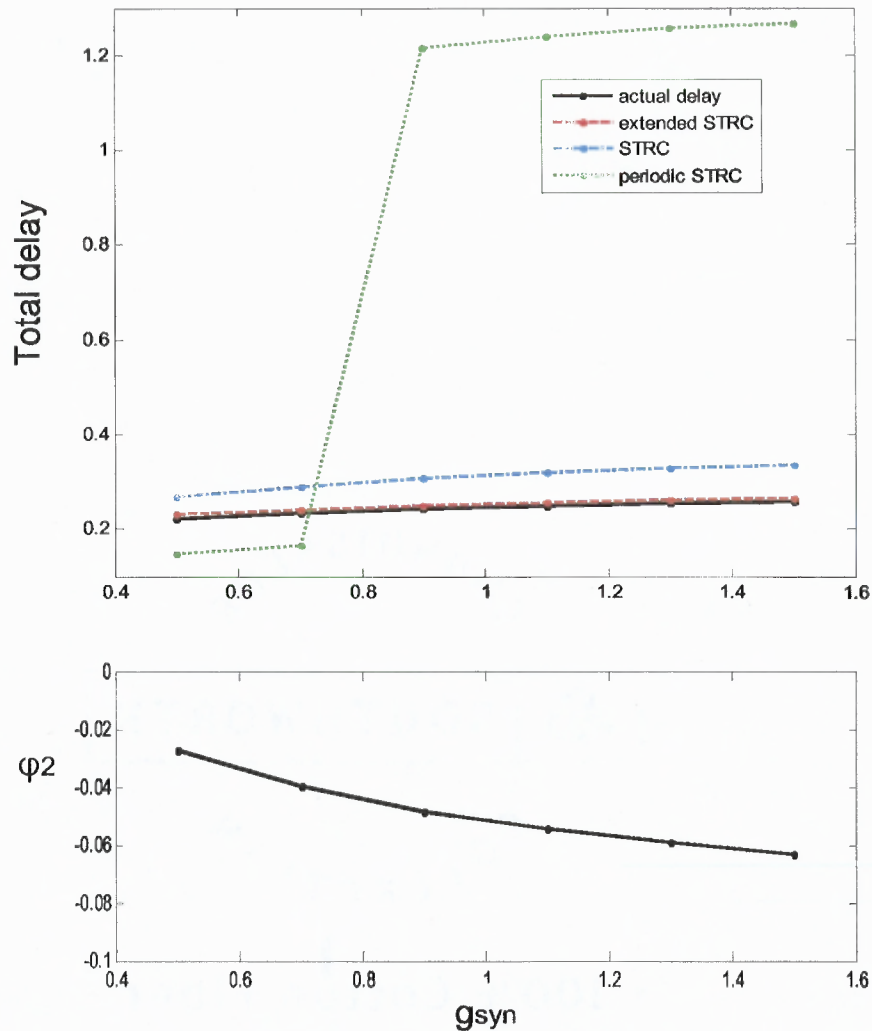 1.2
1
0.8
0.6
0.4
0.2
Total delay
actual delay
extended STRC
STRC
periodic STRC
0.4 0.6 0.8 1 1.2 1.4 1.6
0
-0.02
-0.04
-0.06
-0.08
-0.1
φ2
0.4 0.6 0.8 1 1.2 1.4 1.6
gsyn